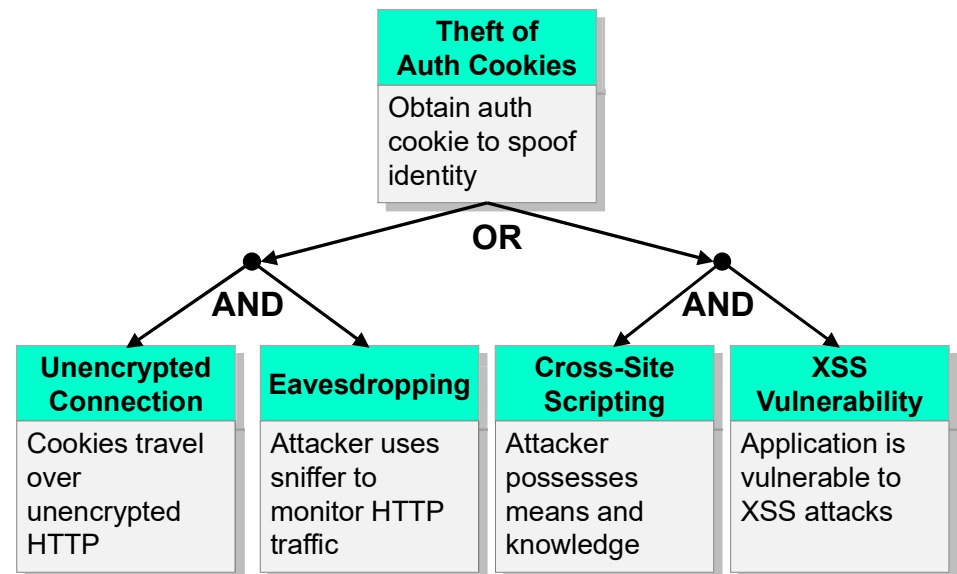 Theft of
Auth Cookies
Obtain auth
cookie to spoof
identity
OR
AND
AND
Unencrypted
Connection
Cookies travel
over
unencrypted
HTTP
Eavesdropping
Attacker uses
sniffer to
monitor HTTP
traffic
Cross-Site
Scripting
Attacker
possesses
means and
knowledge
XSS
Vulnerability
Application is
vulnerable to
XSS attacks